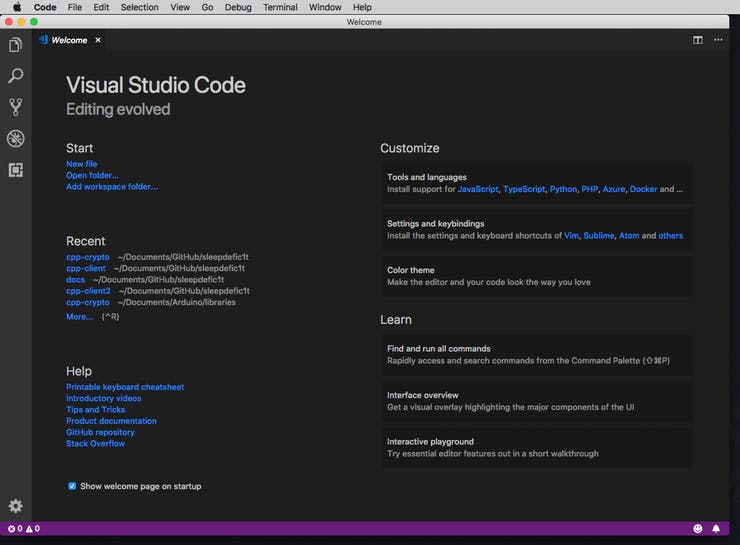 Code File Edit Selection View Go Debug Terminal Window Help
Welcome
Welcome ×
Visual Studio Code
Editing evolved
Start
New file
Open folder...
Add workspace folder...
Recent
cpp-crypto ~/Documents/GitHub/sleepdefic1t
cpp-client ~/Documents/GitHub/sleepdefic1t
docs ~/Documents/GitHub/sleepdefic1t
cpp-client2 ~/Documents/GitHub/sleepdefic1t
cpp-crypto ~/Documents/Arduino/libraries
More... (^R)
Help
Printable keyboard cheatsheet
Introductory videos
Tips and Tricks
Product documentation
GitHub repository
Stack Overflow
Show welcome page on startup
Customize
Tools and languages
Install support for JavaScript, TypeScript, Python, PHP, Azure, Docker and ...
Settings and keybindings
Install the settings and keyboard shortcuts of Vim, Sublime, Atom and others
Color theme
Make the editor and your code look the way you love
Learn
Find and run all commands
Rapidly access and search commands from the Command Palette (⇧⌘P)
Interface overview
Get a visual overlay highlighting the major components of the UI
Interactive playground
Try essential editor features out in a short walkthrough
0 0